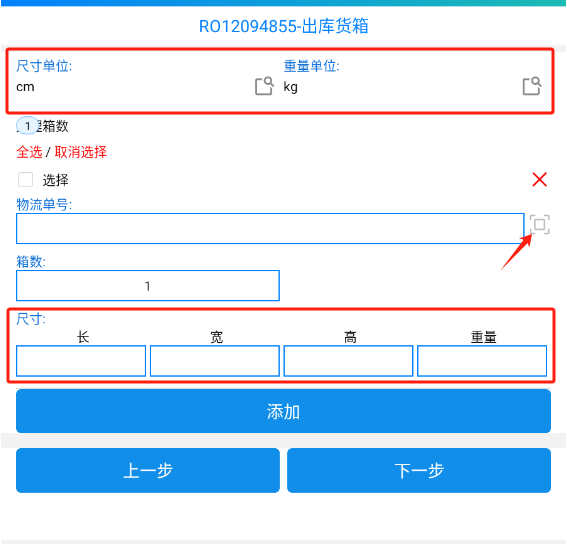 RO12094855-出库货箱
尺寸单位: 重量单位:
cm kg
1 箱数
全选 / 取消选择
选择
物流单号:
箱数:
1
尺寸:
长 宽 高 重量
添加
上一步 下一步